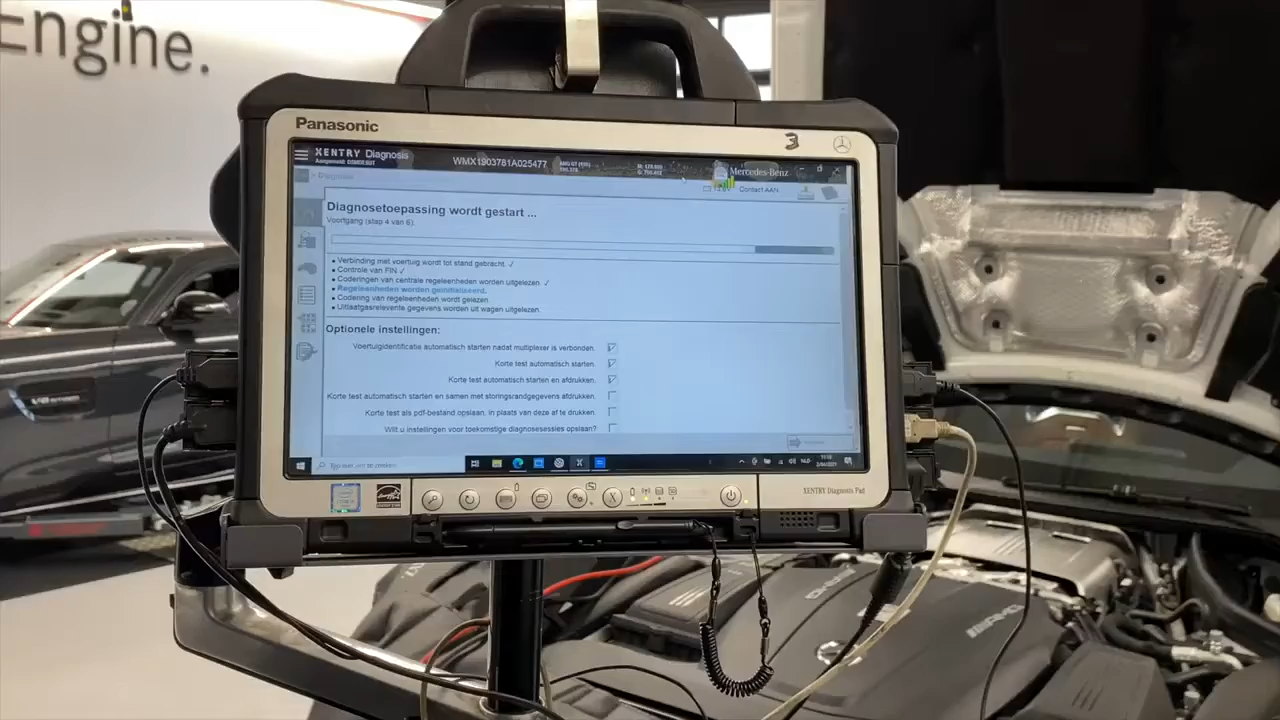 Engine.
Panasonic
3
XENTRY Diagnosis
WMX1903781A025477
Mercedes-Benz
Contact AAN
Diagnosetoepassing wordt gestart ...
Voortgang (stap 4 van 6).
• Verbinding met voertuig wordt tot stand gebracht. ✓
• Controle van FIN ✓
• Coderingen van centrale regeleenheden worden uitgelezen. ✓
• Regeleenheden worden geïnitialiseerd.
• Codering van regeleenheden wordt gelezen.
• Uitlaatgasrelevente gegevens worden uit wagen uitgelezen.
Optionele instellingen:
Voertuigidentificatie automatisch starten nadat multiplexer is verbonden.
Korte test automatisch starten.
Korte test automatisch starten en afdrukken.
Korte test automatisch starten en samen met storingsrandgegevens afdrukken.
Korte test als pdf-bestand opslaan, in plaats van deze af te drukken.
Wilt u instellingen voor toekomstige diagnosesessies opslaan?
XENTRY Diagnosis Pad
AMG